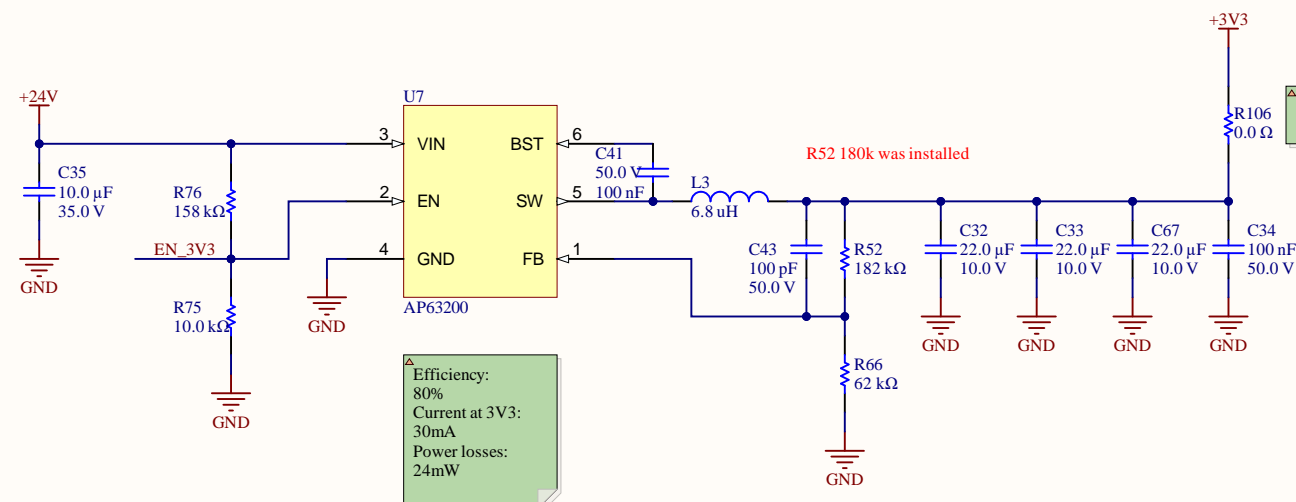 +3V3
R106
0.0 Ω
+24V
U7
3
VIN
BST
6
C35
10.0 µF
35.0 V
R76
158 kΩ
2
EN
SW
5
C41
50.0 V
100 nF
R52 180k was installed
L3
6.8 uH
EN_3V3
4
GND
FB
1
C43
100 pF
50.0 V
R52
182 kΩ
C32
22.0 µF
10.0 V
C33
22.0 µF
10.0 V
C67
22.0 µF
10.0 V
C34
100 nF
50.0 V
GND
R75
10.0 kΩ
GND
AP63200
GND
GND
GND
GND
GND
R66
62 kΩ
GND
Efficiency:
80%
Current at 3V3:
30mA
Power losses:
24mW